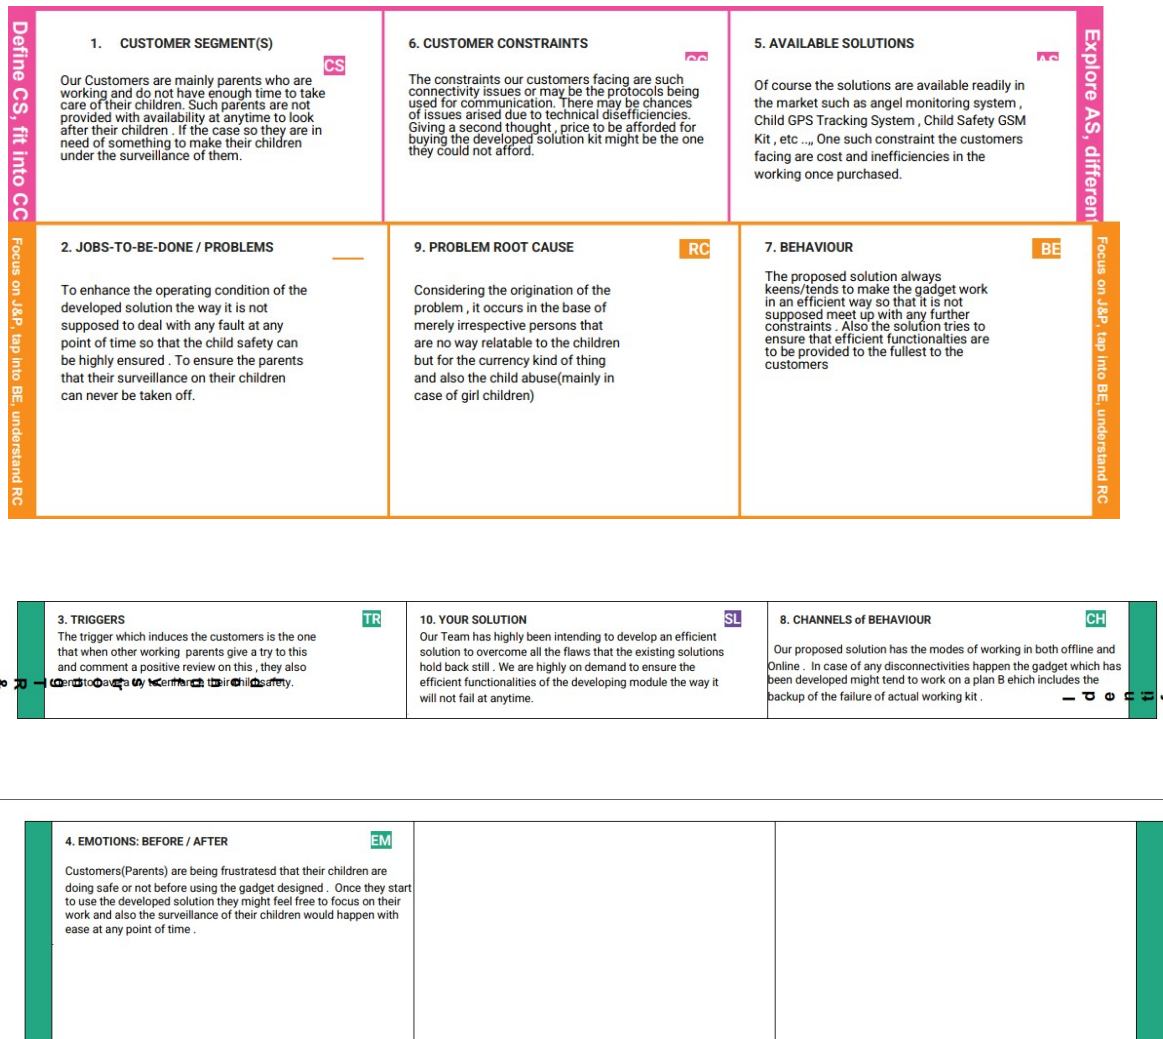 Define CS, fit into CC
1. CUSTOMER SEGMENT(S)
CS
Our Customers are mainly parents who are
working and do not have enough time to take
care of their children. Such parents are not
provided with availability at anytime to look
after their children . If the case so they are in
need of something to make their children
under the surveillance of them.
6. CUSTOMER CONSTRAINTS
CC
The constraints our customers facing are such
connectivity issues or may be the protocols being
used for communication. There may be chances
of issues arised due to technical disefficiencies.
Giving a second thought , price to be afforded for
buying the developed solution kit might be the one
they could not afford.
5. AVAILABLE SOLUTIONS
AS
Of course the solutions are available readily in
the market such as angel monitoring system ,
Child GPS Tracking System , Child Safety GSM
Kit , etc ..,, One such constraint the customers
facing are cost and inefficiencies in the
working once purchased.
Explore AS, different
Focus on J&P, tap into BE, understand RC
2. JOBS-TO-BE-DONE / PROBLEMS
To enhance the operating condition of the
developed solution the way it is not
supposed to deal with any fault at any
point of time so that the child safety can
be highly ensured . To ensure the parents
that their surveillance on their children
can never be taken off.
9. PROBLEM ROOT CAUSE
RC
Considering the origination of the
problem , it occurs in the base of
merely irrespective persons that
are no way relatable to the children
but for the currency kind of thing
and also the child abuse(mainly in
case of girl children)
7. BEHAVIOUR
BE
The proposed solution always
keens/tends to make the gadget work
in an efficient way so that it is not
supposed meet up with any further
constraints . Also the solution tries to
ensure that efficient functionalties are
to be provided to the fullest to the
customers
Focus on J&P, tap into BE, understand RC
3. TRIGGERS
TR
The trigger which induces the customers is the one
that when other working parents give a try to this
and comment a positive review on this , they also
tend to have a try to enhance their child safety.
10. YOUR SOLUTION
SL
Our Team has highly been intending to develop an efficient
solution to overcome all the flaws that the existing solutions
hold back still . We are highly on demand to ensure the
efficient functionalities of the developing module the way it
will not fail at anytime.
8. CHANNELS of BEHAVIOUR
CH
Our proposed solution has the modes of working in both offline and
Online . In case of any disconnectivities happen the gadget which has
been developed might tend to work on a plan B ehich includes the
backup of the failure of actual working kit .
4. EMOTIONS: BEFORE / AFTER
EM
Customers(Parents) are being frustratesd that their children are
doing safe or not before using the gadget designed . Once they start
to use the developed solution they might feel free to focus on their
work and also the surveillance of their children would happen with
ease at any point of time .